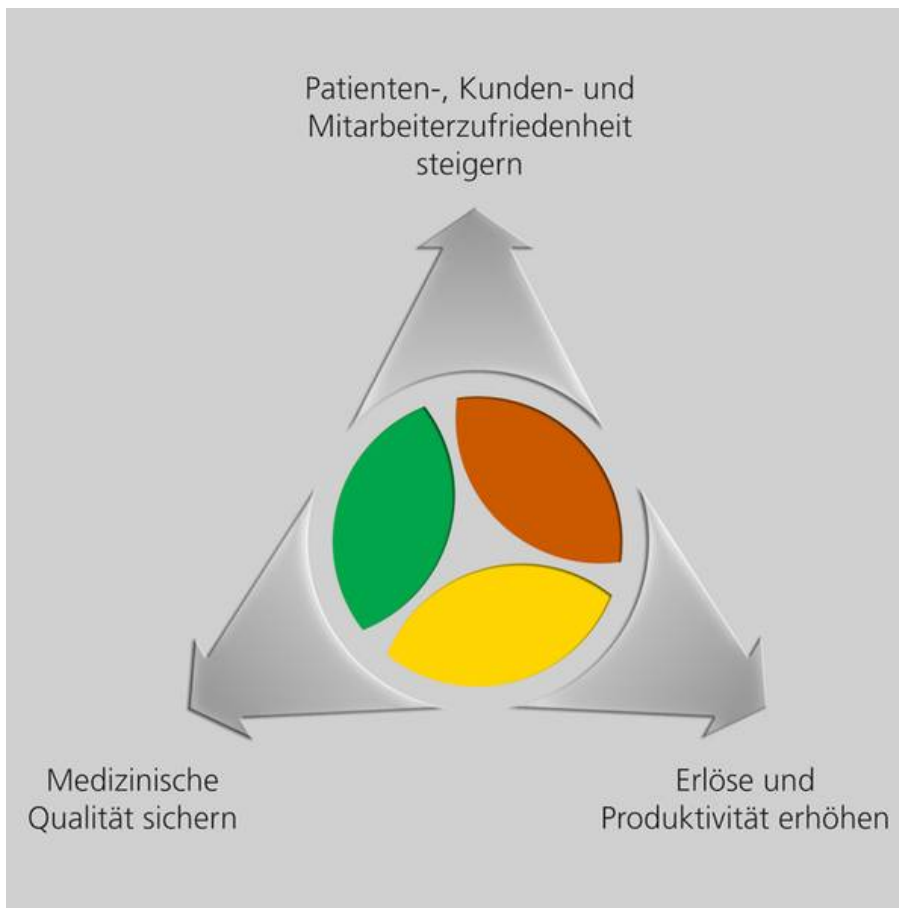 Patienten-, Kunden- und
Mitarbeiterzufriedenheit
steigern
Medizinische
Qualität sichern
Erlöse und
Produktivität erhöhen